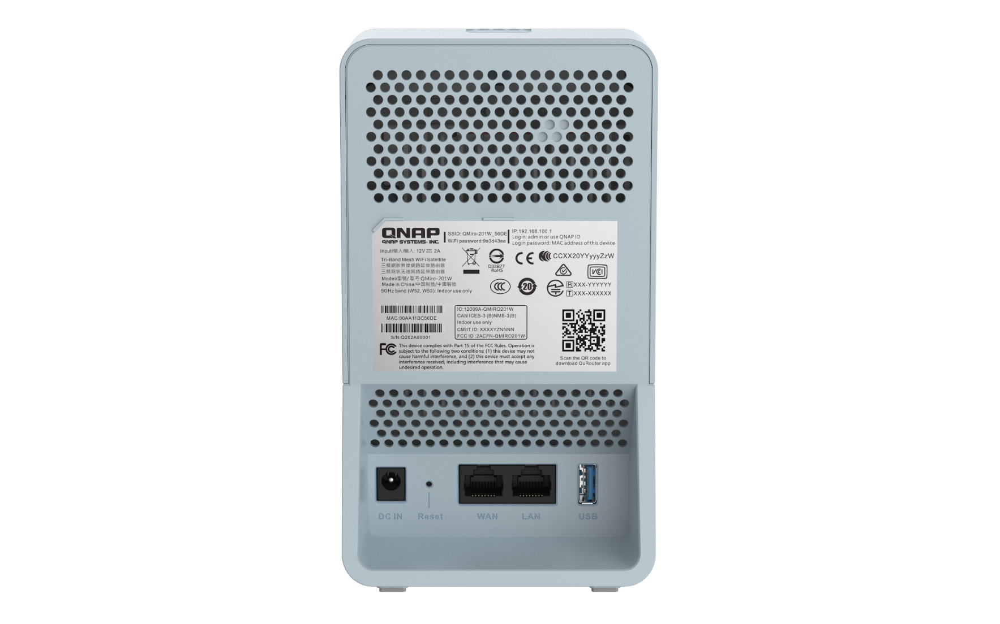 QNAP
QNAP SYSTEMS, INC.
SSID: QMiro-201W_56DE
WiFi password:9a3d43ee
IP:192.168.100.1
Login: admin or use QNAP ID
Login password: MAC address of this device
Input/输入/輸入: 12V⎓ 2A
Tri-Band Mesh WiFi Satellite
三頻網狀無線網路延伸路由器
三频网状无线网络延伸路由器
Model/型號/ 型号:QMiro-201W
Made in China/中国制造/中國製造
5GHz band (W52, W53): Indoor use only
D33B77
RoHS
CE
CCXX20YYyyyZzW
VCCI
CCC
20
R XXX-YYYYYY
T XXX-XXXXXX
MAC:00AA11BC56DE
S/N:Q202A00001
IC:12099A-QMIRO201W
CAN ICES-3 (B)NMB-3(B)
Indoor use only
CMIIT ID: XXXXYZNNNN
FCC ID :2ACFN-QMIRO201W
FC
This device complies with Part 15 of the FCC Rules. Operation is
subject to the following two conditions: (1) this device may not
cause harmful interference, and (2) this device must accept any
interference received, including interference that may cause
undesired operation.
Scan the QR code to
download QuRouter app
DC IN
Reset
WAN
LAN
USB